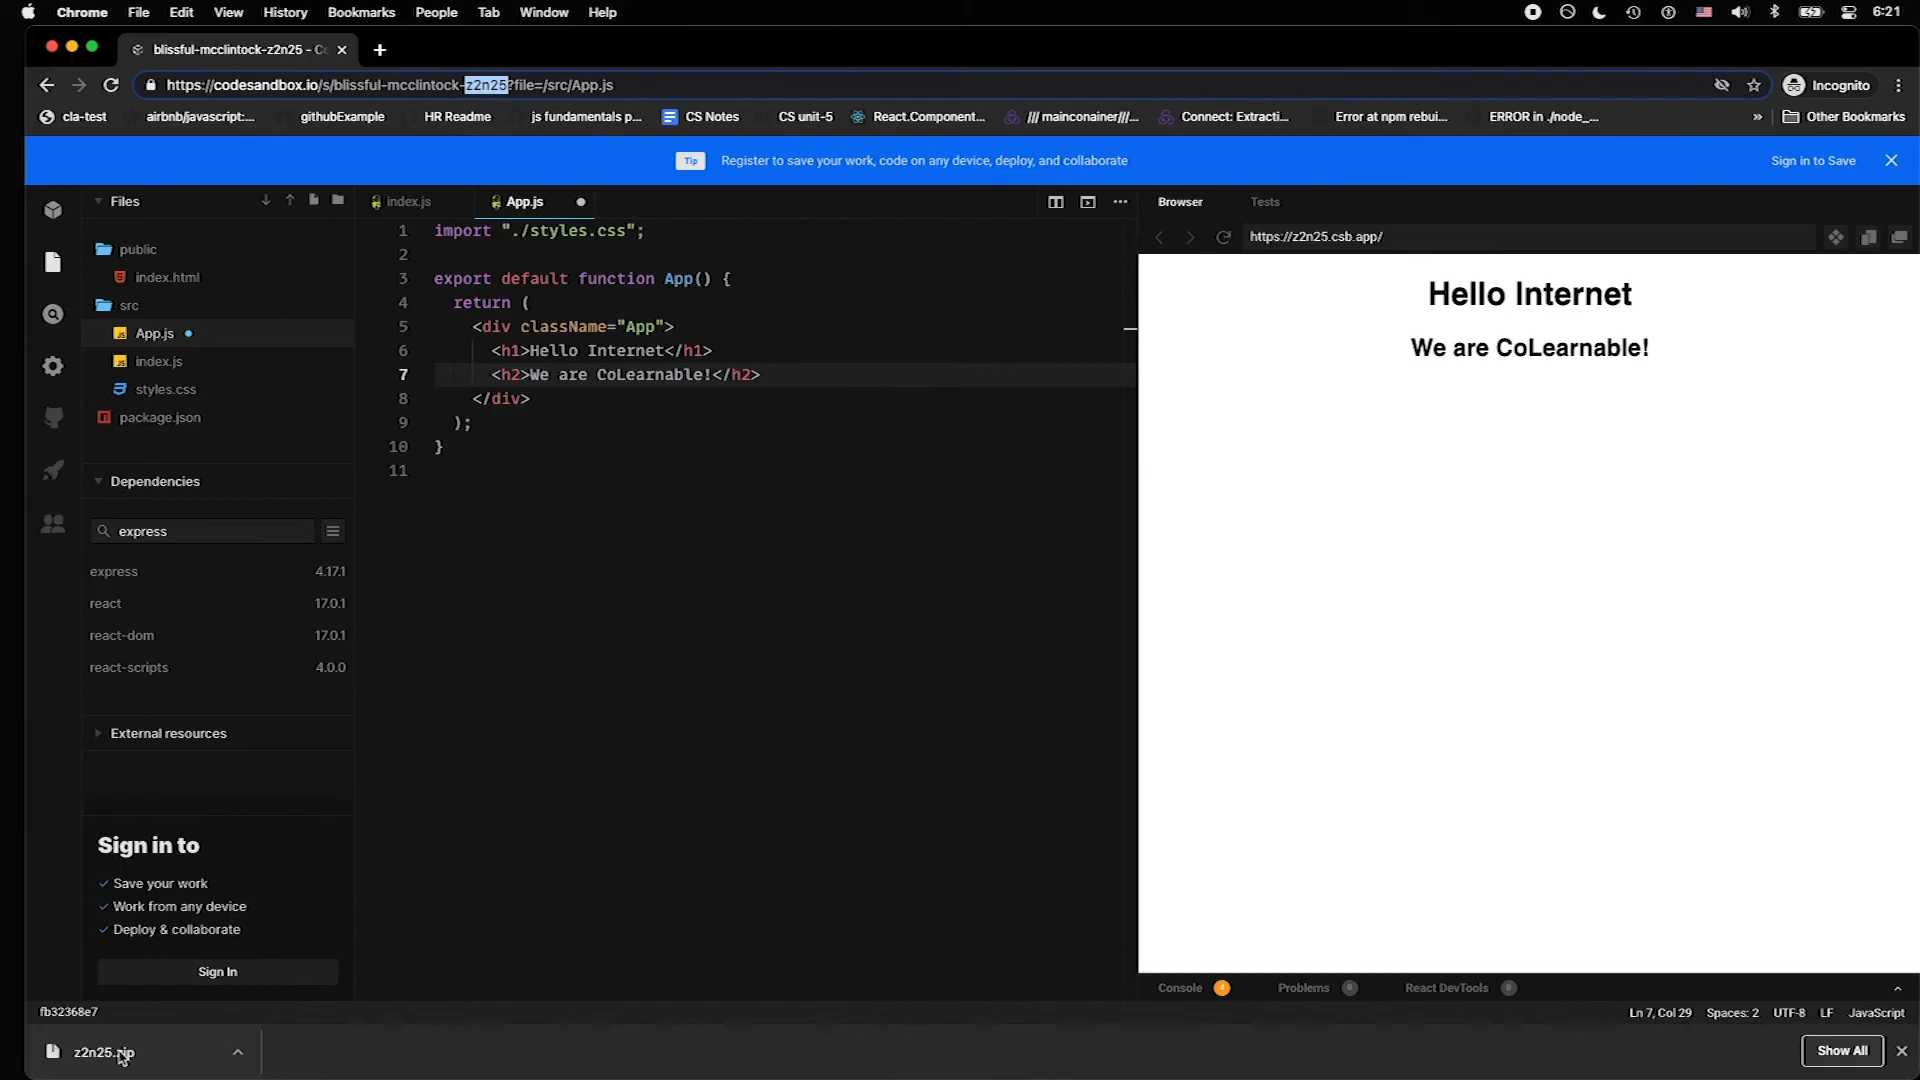 Chrome File Edit View History Bookmarks People Tab Window Help 6:21
blissful-mcclintock-z2n25 - Co
https://codesandbox.io/s/blissful-mcclintock-z2n25?file=/src/App.js Incognito
cla-test airbnb/javascript:... githubExample HR Readme js fundamentals p... CS Notes CS unit-5 React.Component... /// mainconainer///... Connect: Extracti... Error at npm rebui... ERROR in ./node_... » Other Bookmarks
Tip Register to save your work, code on any device, deploy, and collaborate Sign in to Save
Files
public
index.html
src
App.js
index.js
styles.css
package.json
Dependencies
express
express 4.17.1
react 17.0.1
react-dom 17.0.1
react-scripts 4.0.0
External resources
Sign in to
Save your work
Work from any device
Deploy & collaborate
Sign In
index.js App.js
1 import "./styles.css";
2
3 export default function App() {
4 return (
5 <div className="App">
6 <h1>Hello Internet</h1>
7 <h2>We are CoLearnable!</h2>
8 </div>
9 );
10 }
11
Browser Tests
https://z2n25.csb.app/
Hello Internet
We are CoLearnable!
Console 4 Problems 0 React DevTools 0
fb32368e7 Ln 7, Col 29 Spaces: 2 UTF-8 LF JavaScript
z2n25.zip Show All